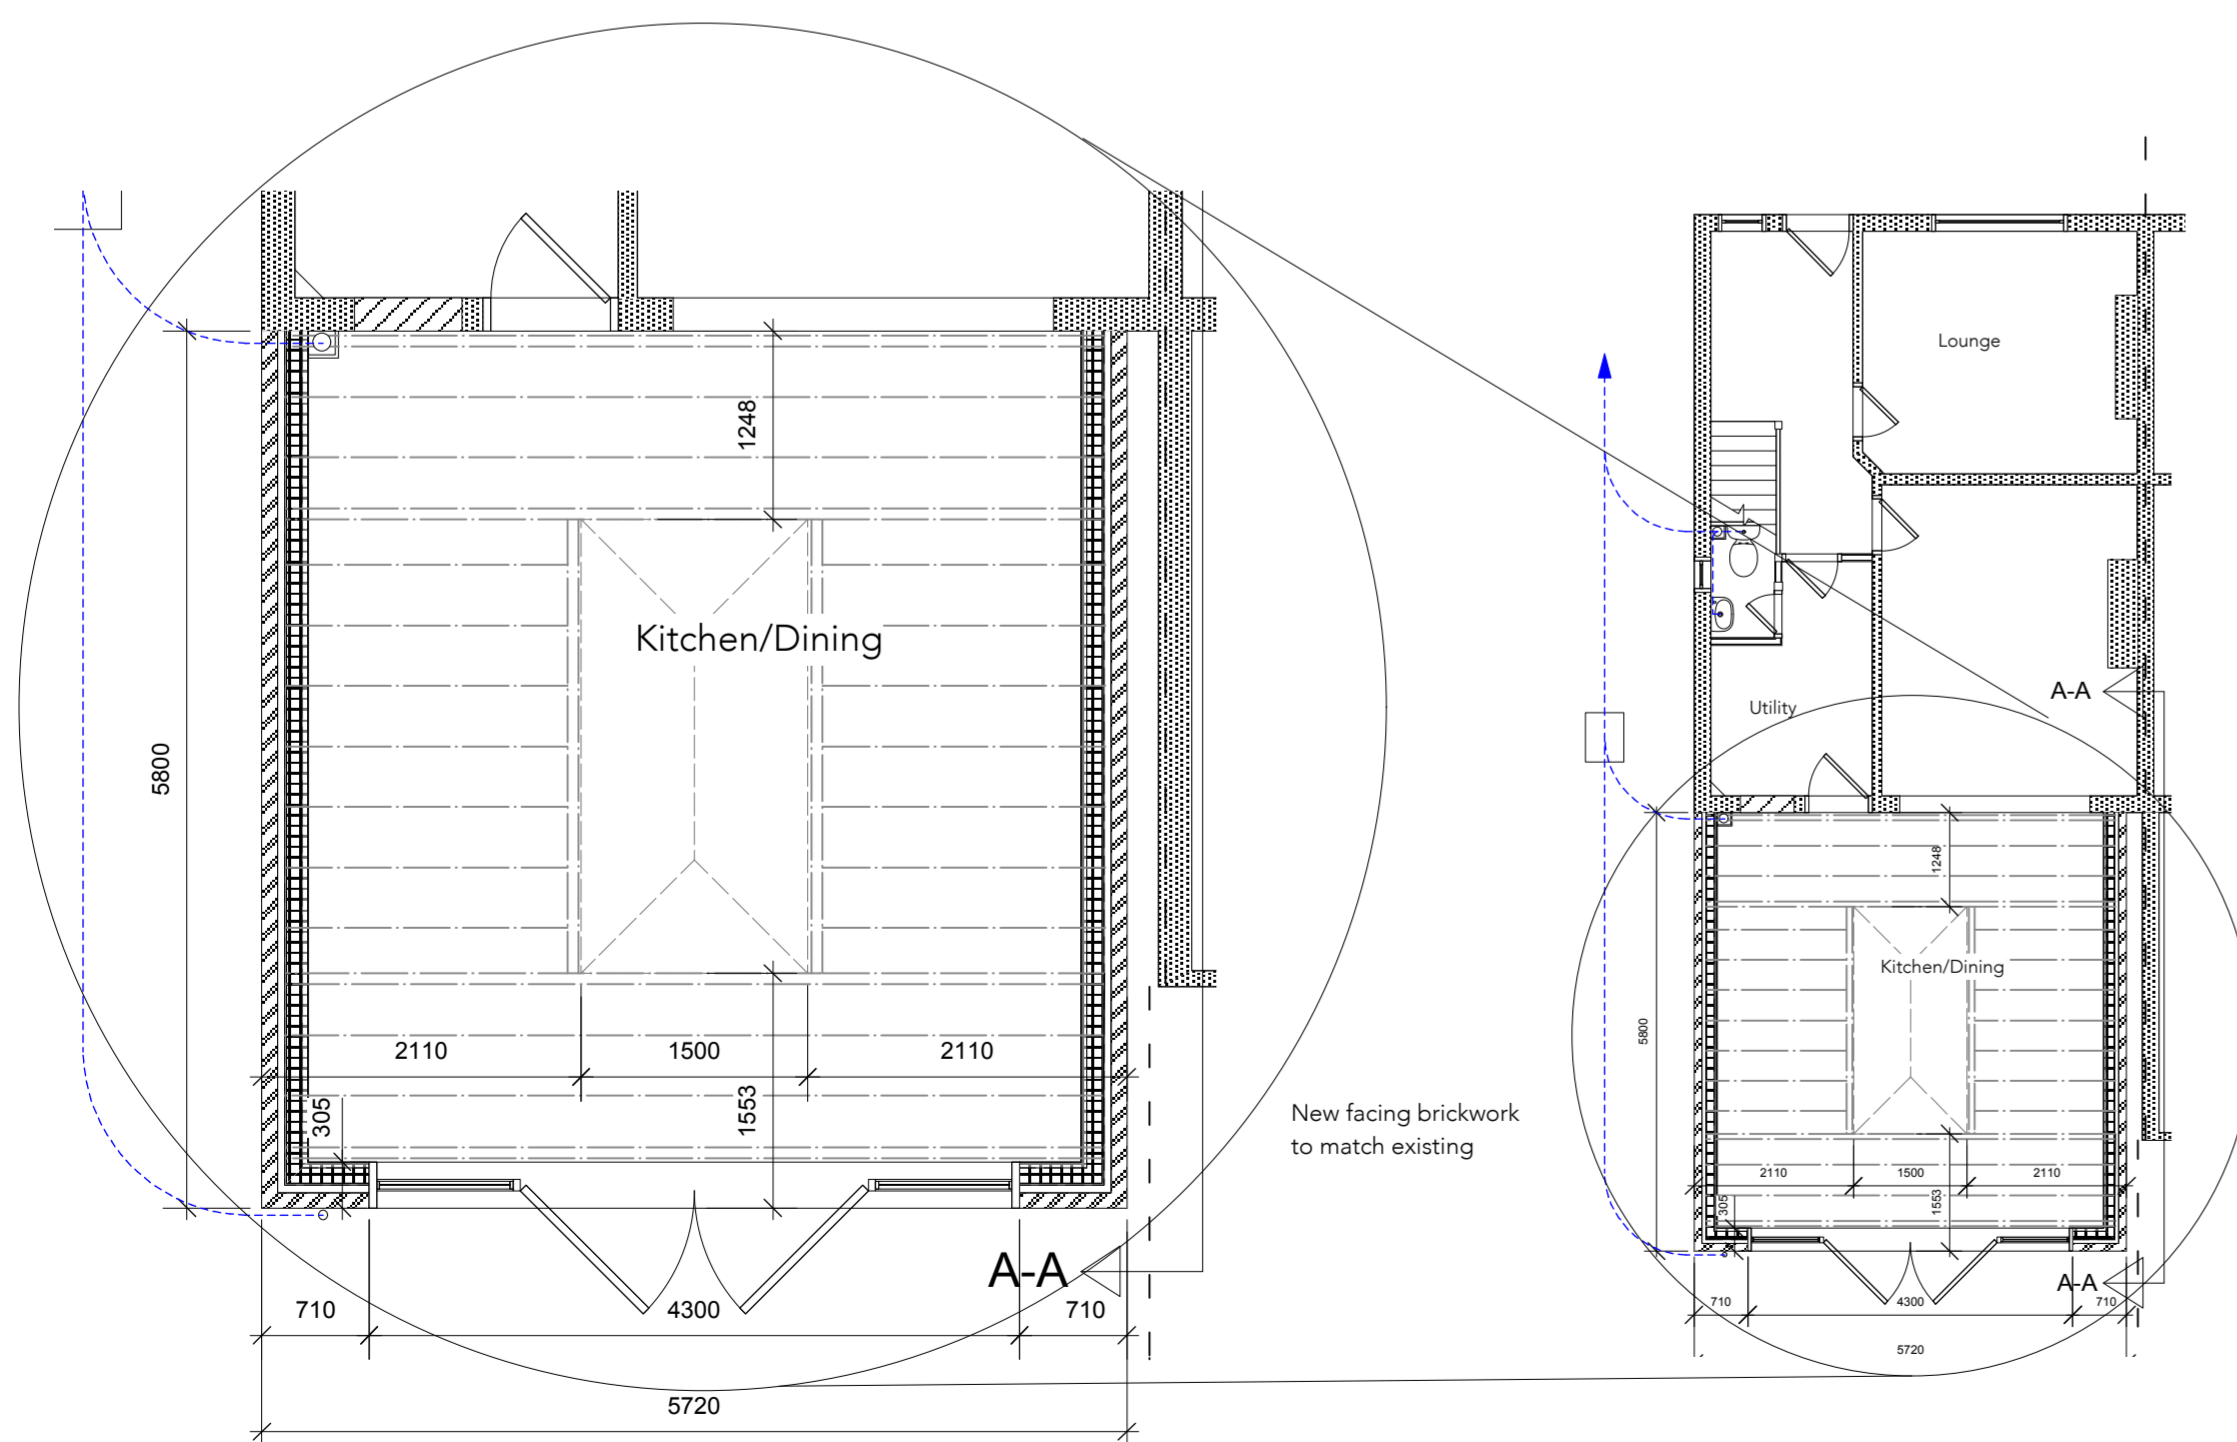 1248
Kitchen/Dining
5800
2110
1500
2110
305
1553
A-A
710
4300
710
5720
New facing brickwork
to match existing
Lounge
A-A
Utility
1248
Kitchen/Dining
5800
2110
1500
2110
305
1553
A-A
710
4300
710
5720